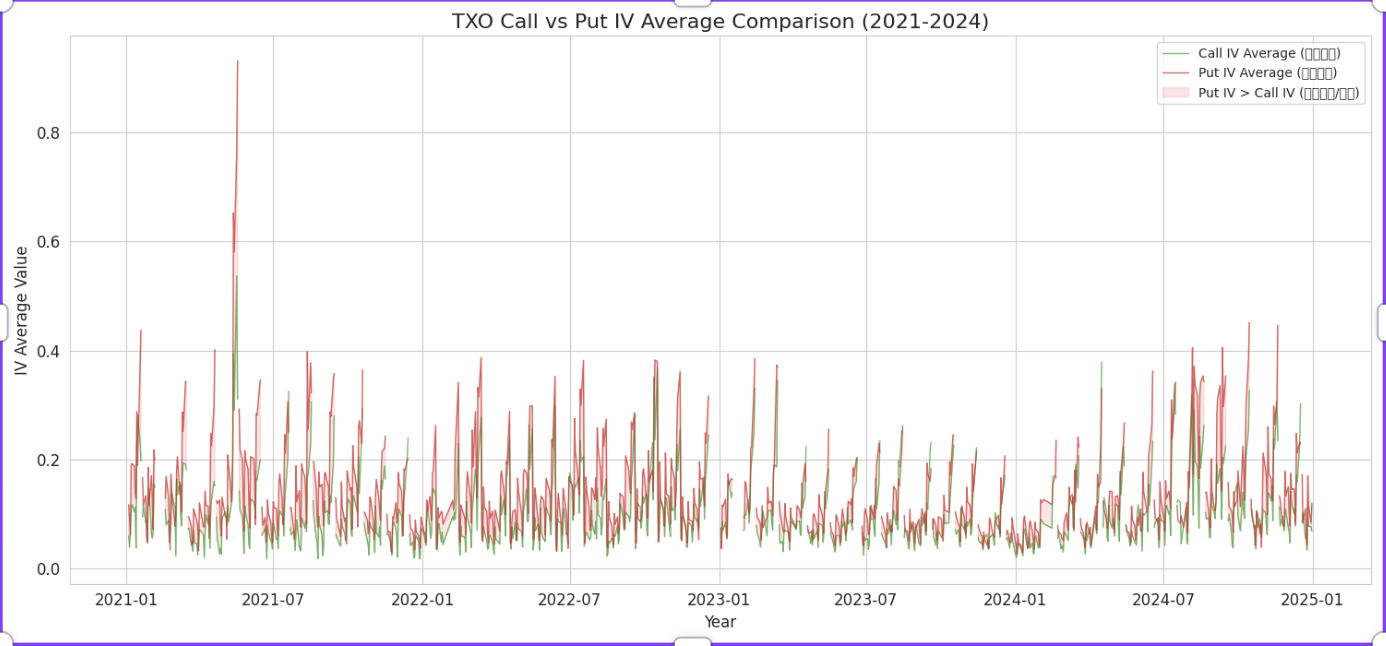 TXO Call vs Put IV Average Comparison (2021-2024)
Call IV Average (□□□□)
Put IV Average (□□□□)
Put IV > Call IV (□□□□/□□)
IV Average Value
0.8
0.6
0.4
0.2
0.0
2021-01
2021-07
2022-01
2022-07
2023-01
2023-07
2024-01
2024-07
2025-01
Year